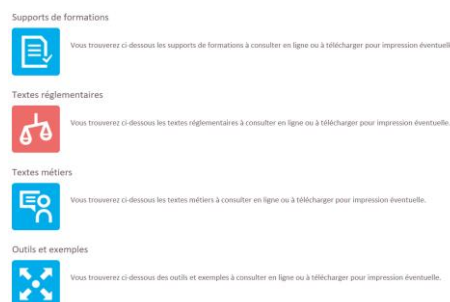 Supports de formations
Vous trouverez ci-dessous les supports de formations à consulter en ligne ou à télécharger pour impression éventuell
Textes réglementaires
Vous trouverez ci-dessous les textes réglementaires à consulter en ligne ou à télécharger pour impression éventuelle.
Textes métiers
Vous trouverez ci-dessous les textes métiers à consulter en ligne ou à télécharger pour impression éventuelle.
Outils et exemples
Vous trouverez ci-dessous des outils et exemples à consulter en ligne ou à télécharger pour impression éventuelle.